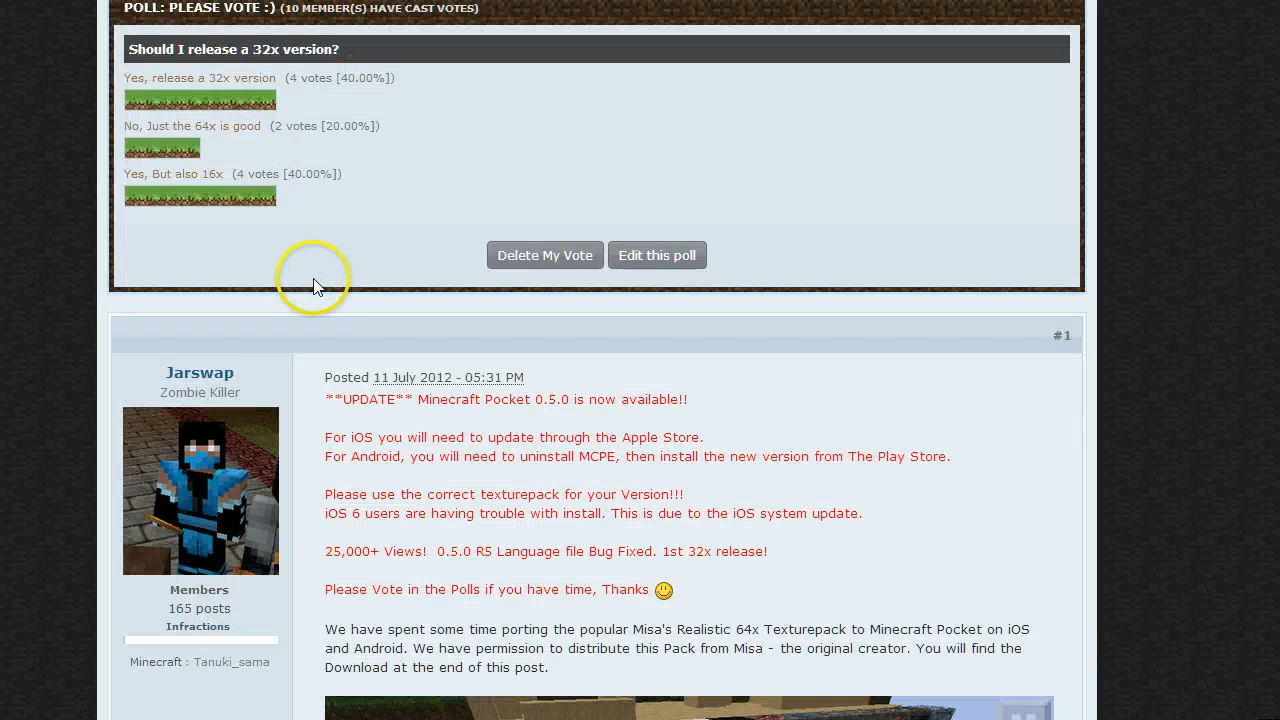 POLL: PLEASE VOTE :) (10 MEMBER(S) HAVE CAST VOTES)
Should I release a 32x version?
Yes, release a 32x version (4 votes [40.00%])
No, Just the 64x is good (2 votes [20.00%])
Yes, But also 16x (4 votes [40.00%])
Delete My Vote Edit this poll
#1
Jarswap
Zombie Killer
Members
165 posts
Infractions
Minecraft : Tanuki_sama
Posted 11 July 2012 - 05:31 PM
**UPDATE** Minecraft Pocket 0.5.0 is now available!!
For iOS you will need to update through the Apple Store.
For Android, you will need to uninstall MCPE, then install the new version from The Play Store.
Please use the correct texturepack for your Version!!!
iOS 6 users are having trouble with install. This is due to the iOS system update.
25,000+ Views! 0.5.0 R5 Language file Bug Fixed. 1st 32x release!
Please Vote in the Polls if you have time, Thanks
We have spent some time porting the popular Misa's Realistic 64x Texturepack to Minecraft Pocket on iOS
and Android. We have permission to distribute this Pack from Misa - the original creator. You will find the
Download at the end of this post.